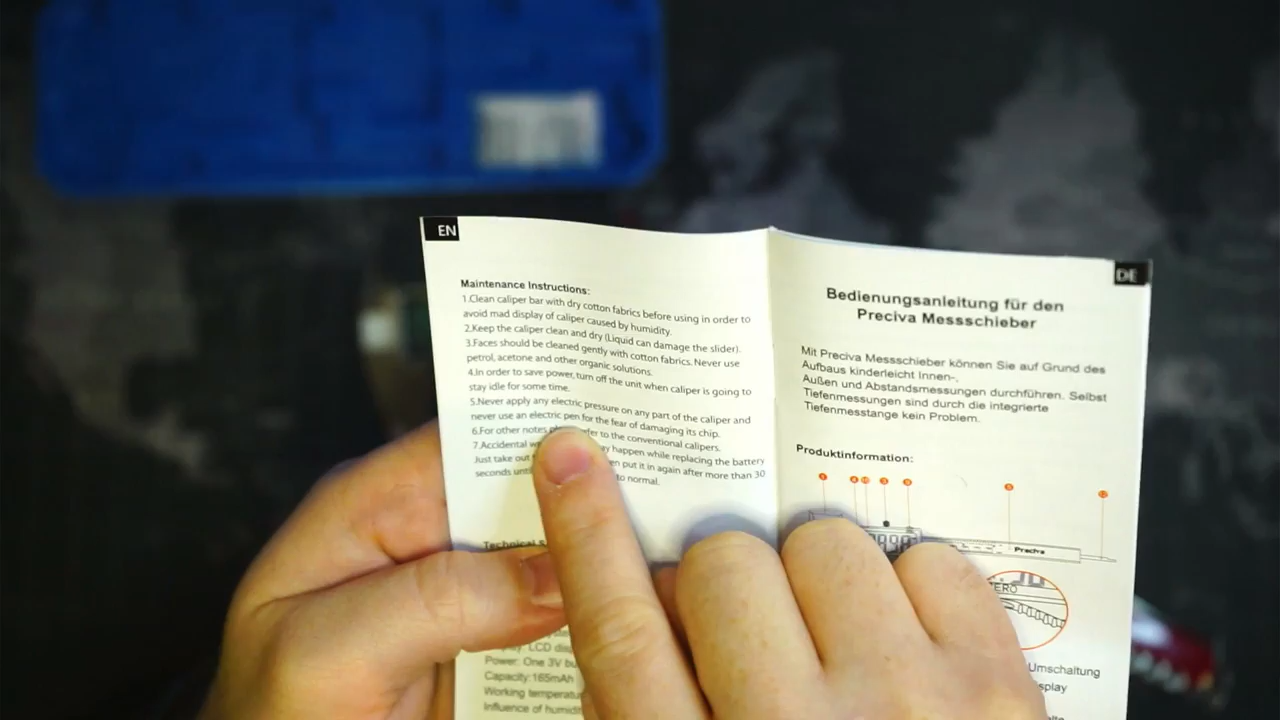 EN
Maintenance Instructions:
1.Clean caliper bar with dry cotton fabrics before using in order to
avoid mad display of caliper caused by humidity.
2.Keep the caliper clean and dry (Liquid can damage the slider).
3.Faces should be cleaned gently with cotton fabrics. Never use
petrol, acetone and other organic solutions.
4.In order to save power, turn off the unit when caliper is going to
stay idle for some time.
5.Never apply any electric pressure on any part of the caliper and
never use an electric pen for the fear of damaging its chip.
6.For other notes refer to the conventional calipers.
7.Accidental happen while replacing the battery
Just take out put it in again after more than 30
seconds to normal.
Technical
LCD
Power: One 3V
Capacity: 165mAh
Working
Influence of
DE
Bedienungsanleitung für den
Preciva Messschieber
Mit Preciva Messschieber können Sie auf Grund des
Aufbaus kinderleicht Innen-,
Außen und Abstandsmessungen durchführen. Selbst
Tiefenmessungen sind durch die integrierte
Tiefenmesstange kein Problem.
Produktinformation:
Preciva
ZERO
Umschaltung